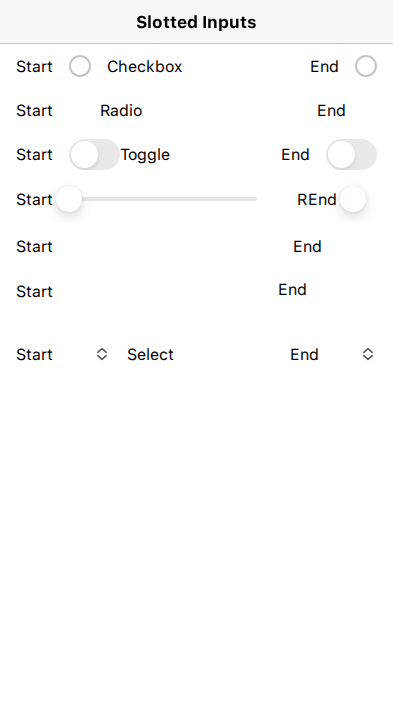 Slotted Inputs
Start Checkbox End
Start Radio End
Start Toggle End
Start REnd
Start End
Start End
Start Select End